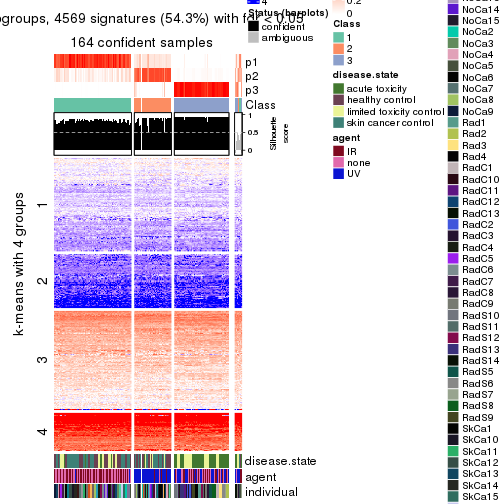 ogroups, 4569 signatures (54.3%) with fdr < 0.05
164 confident samples
p1
p2
p3
Class
1
0.5
0
Silhouette
score
k-means with 4 groups
1
2
3
4
disease.state
agent
individual
4
Status (barplots)
confident
ambiguous
0.2
0
Class
1
2
3
disease.state
acute toxicity
healthy control
limited toxicity control
skin cancer control
agent
IR
none
UV
NoCa14
NoCa15
NoCa2
NoCa3
NoCa4
NoCa5
NoCa6
NoCa7
NoCa8
NoCa9
Rad1
Rad2
Rad3
Rad4
RadC1
RadC10
RadC11
RadC12
RadC13
RadC2
RadC3
RadC4
RadC5
RadC6
RadC7
RadC8
RadC9
RadS10
RadS11
RadS12
RadS13
RadS14
RadS5
RadS6
RadS7
RadS8
RadS9
SkCa1
SkCa10
SkCa11
SkCa12
SkCa13
SkCa14
SkCa15